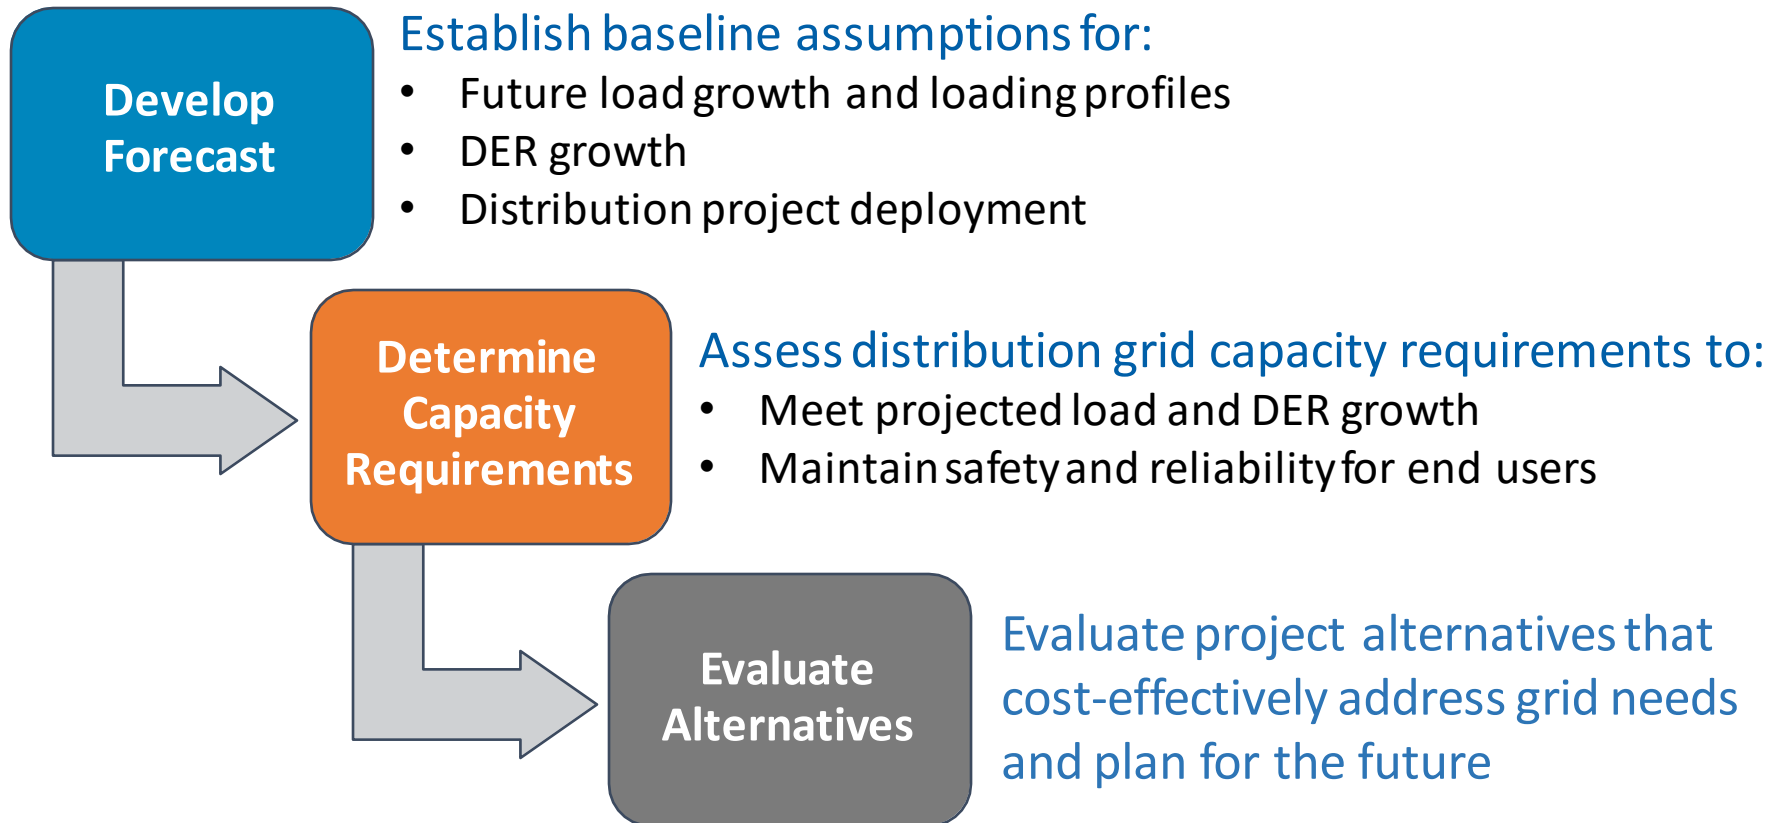 Develop
Forecast
Establish baseline assumptions for:
• Future load growth and loading profiles
• DER growth
• Distribution project deployment
Determine
Capacity
Requirements
Assess distribution grid capacity requirements to:
• Meet projected load and DER growth
• Maintain safety and reliability for end users
Evaluate
Alternatives
Evaluate project alternatives that
cost-effectively address grid needs
and plan for the future